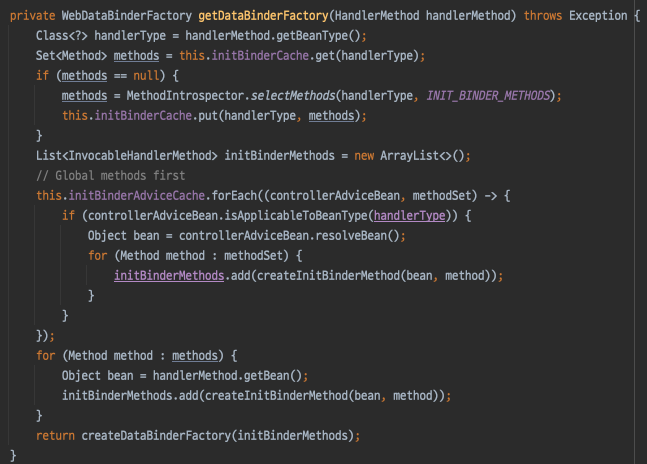 private WebDataBinderFactory getDataBinderFactory(HandlerMethod handlerMethod) throws Exception {
Class<?> handlerType = handlerMethod.getBeanType();
Set<Method> methods = this.initBinderCache.get(handlerType);
if (methods == null) {
methods = MethodIntrospector.selectMethods(handlerType, INIT_BINDER_METHODS);
this.initBinderCache.put(handlerType, methods);
}
List<InvocableHandlerMethod> initBinderMethods = new ArrayList<>();
// Global methods first
this.initBinderAdviceCache.forEach((controllerAdviceBean, methodSet) -> {
if (controllerAdviceBean.isApplicableToBeanType(handlerType)) {
Object bean = controllerAdviceBean.resolveBean();
for (Method method : methodSet) {
initBinderMethods.add(createInitBinderMethod(bean, method));
}
}
});
for (Method method : methods) {
Object bean = handlerMethod.getBean();
initBinderMethods.add(createInitBinderMethod(bean, method));
}
return createDataBinderFactory(initBinderMethods);
}